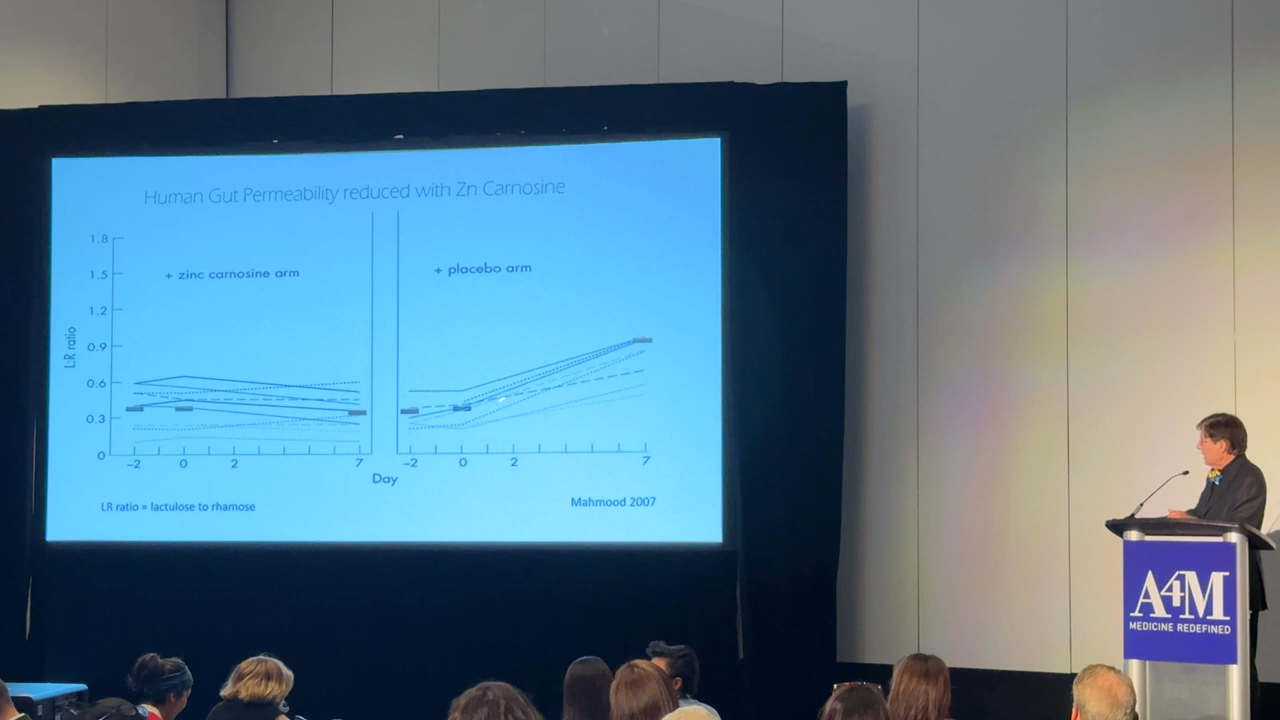 Human Gut Permeability reduced with Zn Carnosine
1.8
1.5
1.2
0.9
0.6
0.3
0
L:R ratio
+ zinc carnosine arm
+ placebo arm
–2 0 2 7
–2 0 2 7
Day
LR ratio = lactulose to rhamose
Mahmood 2007
A4M
MEDICINE REDEFINED